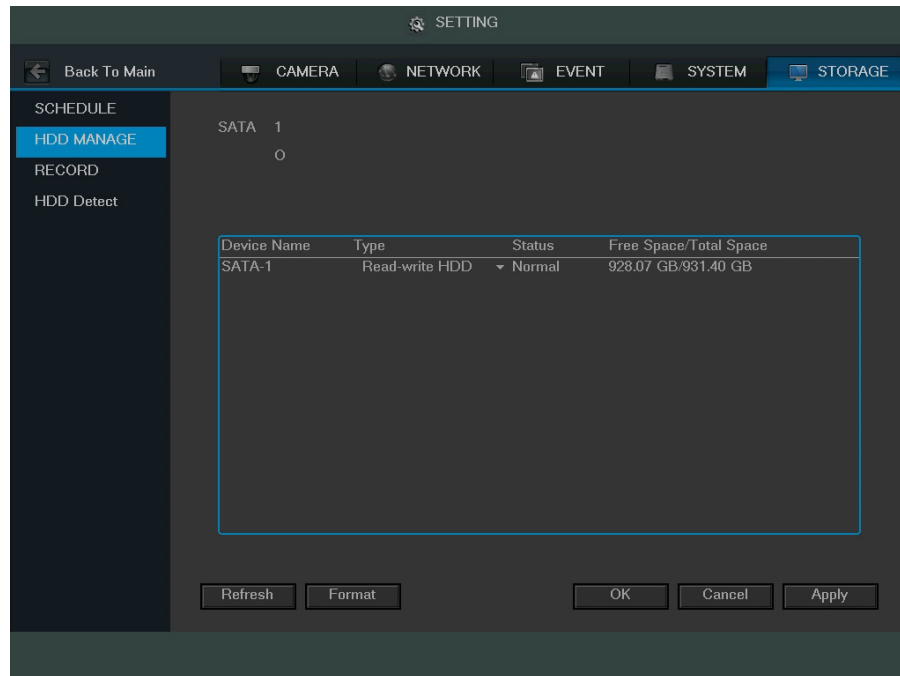 SETTING
Back To Main CAMERA NETWORK EVENT SYSTEM STORAGE
SCHEDULE
HDD MANAGE
RECORD
HDD Detect
SATA 1
O
Device Name Type Status Free Space/Total Space
SATA-1 Read-write HDD Normal 928.07 GB/931.40 GB
Refresh Format OK Cancel Apply